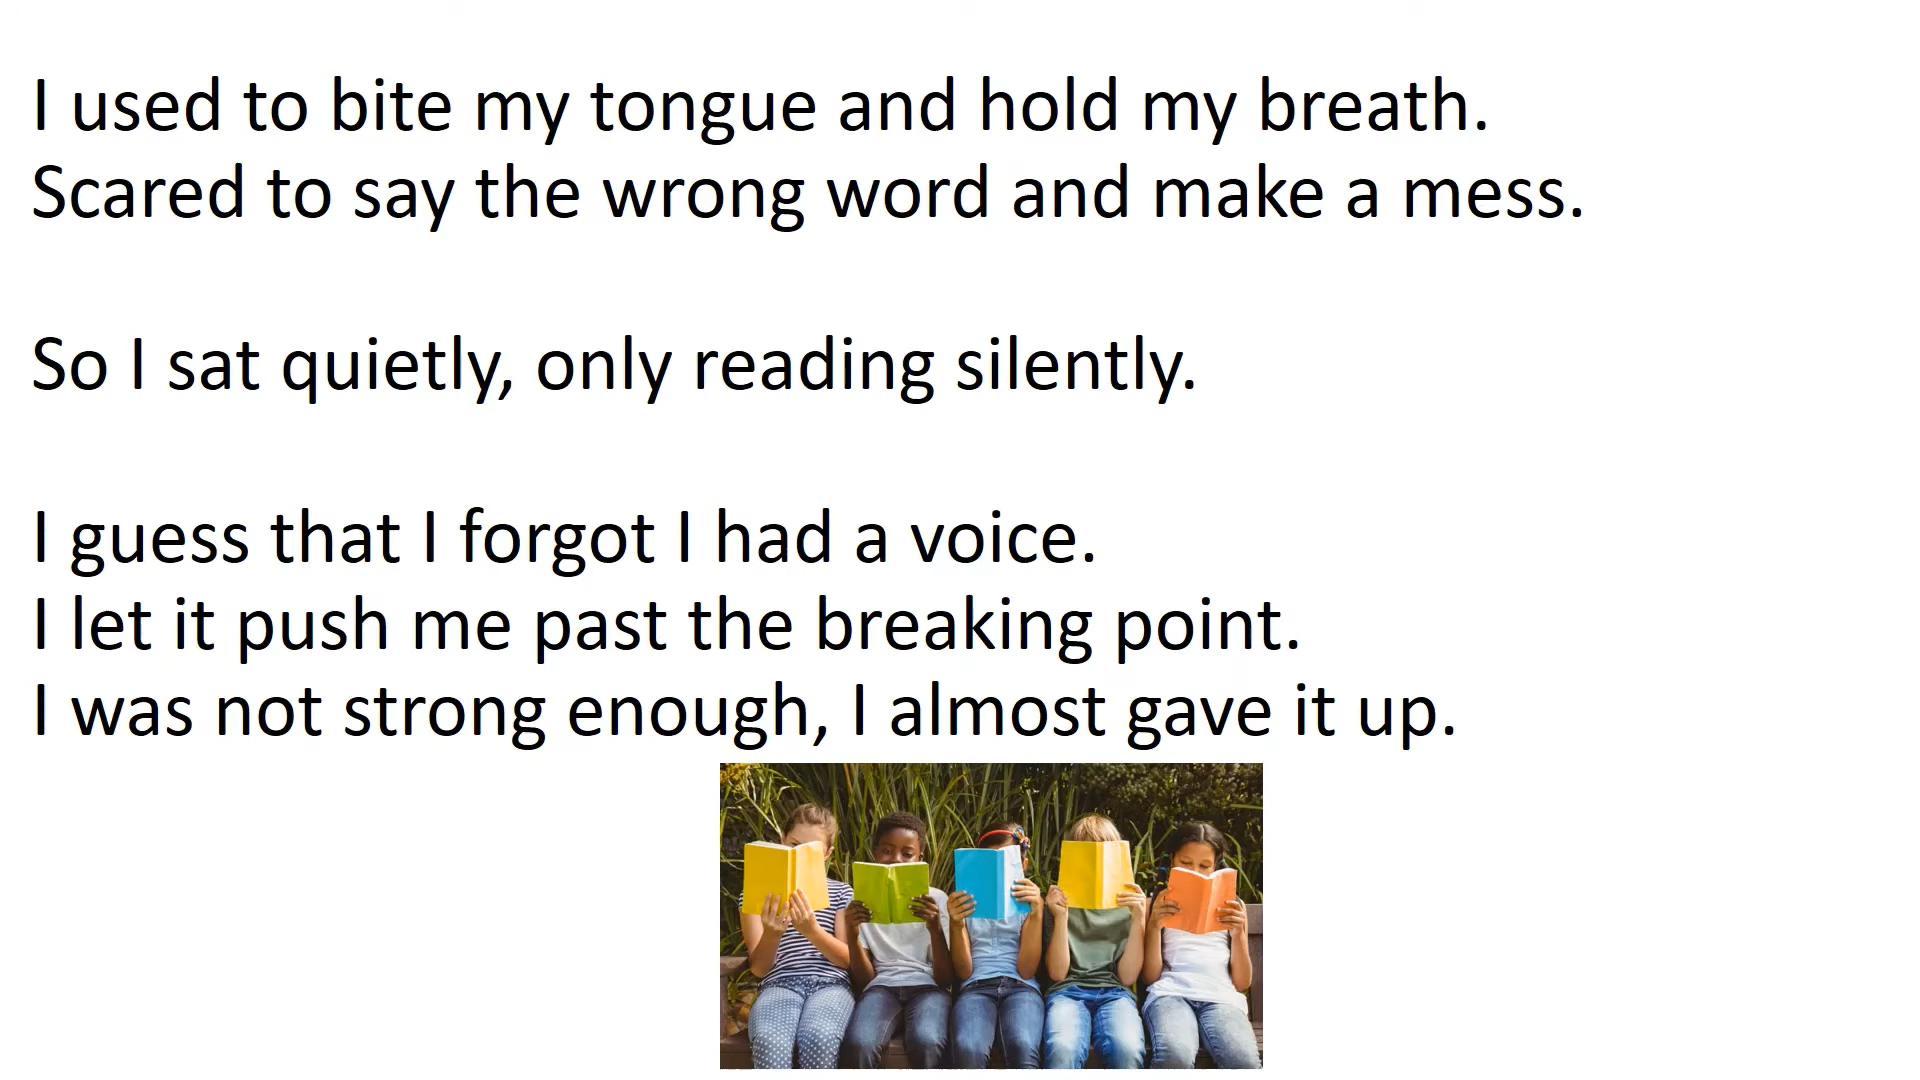 I used to bite my tongue and hold my breath.
Scared to say the wrong word and make a mess.
So I sat quietly, only reading silently.
I guess that I forgot I had a voice.
I let it push me past the breaking point.
I was not strong enough, I almost gave it up.